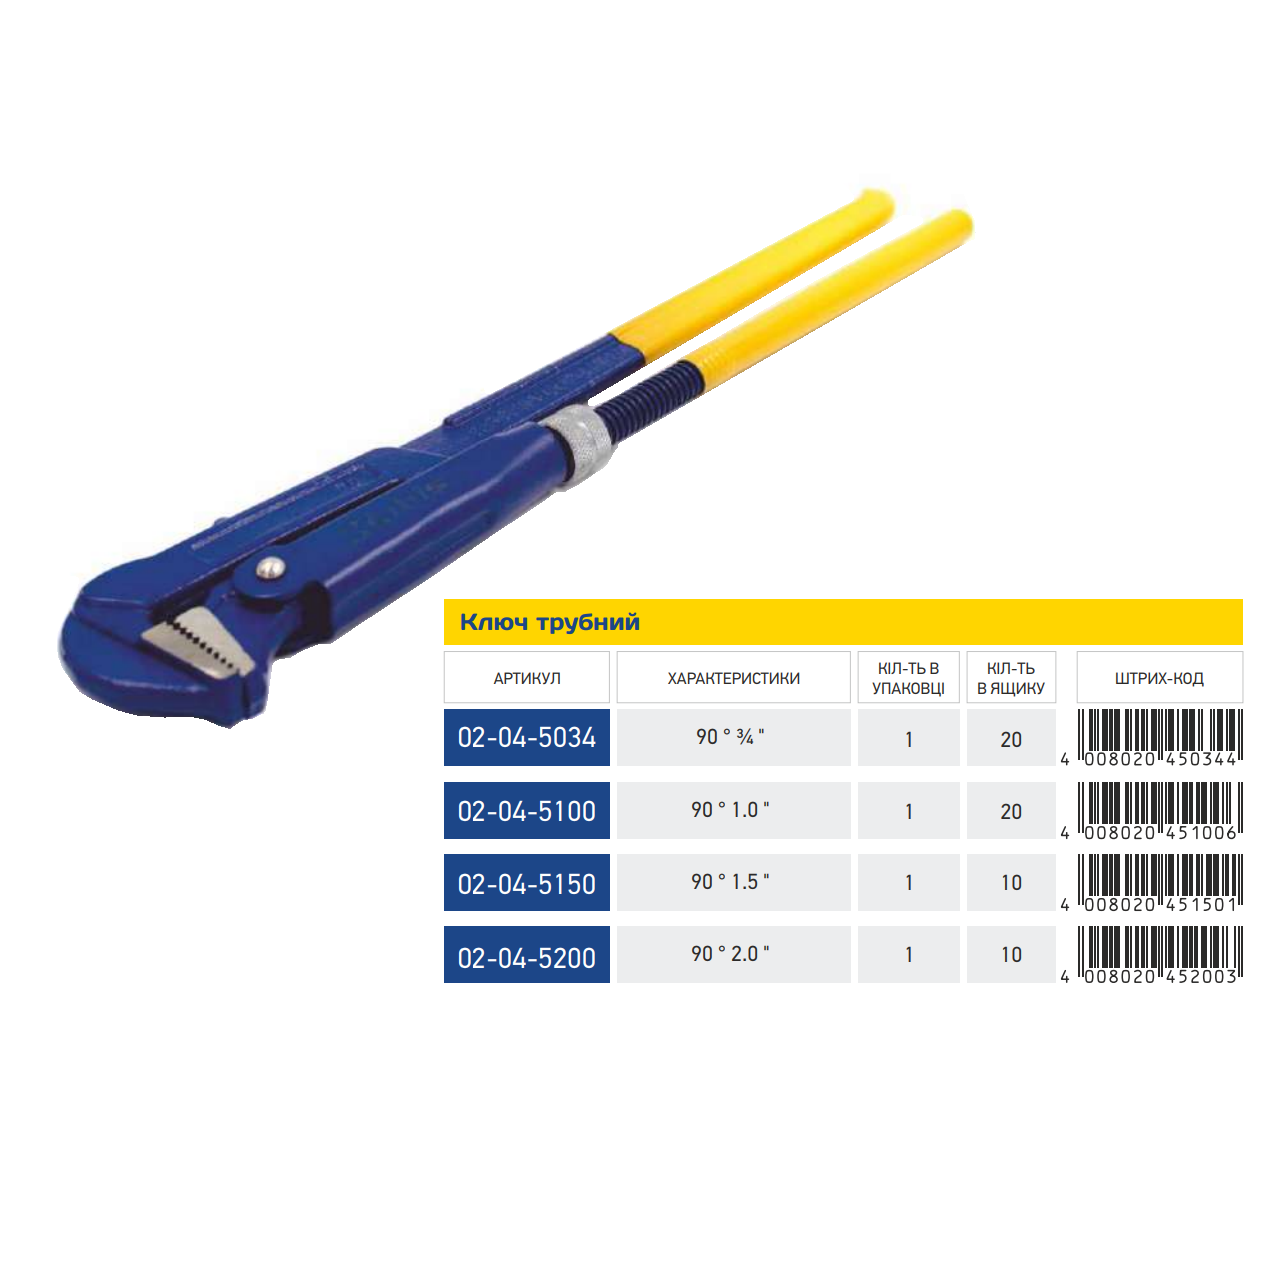 Ключ трубний
АРТИКУЛ
ХАРАКТЕРИСТИКИ
КІЛ-ТЬ В
УПАКОВЦІ
КІЛ-ТЬ
В ЯЩИКУ
ШТРИХ-КОД
02-04-5034 90 ° ¾ " 1 20 4 008020 450344
02-04-5100 90 ° 1.0 " 1 20 4 008020 451006
02-04-5150 90 ° 1.5 " 1 10 4 008020 451501
02-04-5200 90 ° 2.0 " 1 10 4 008020 452003